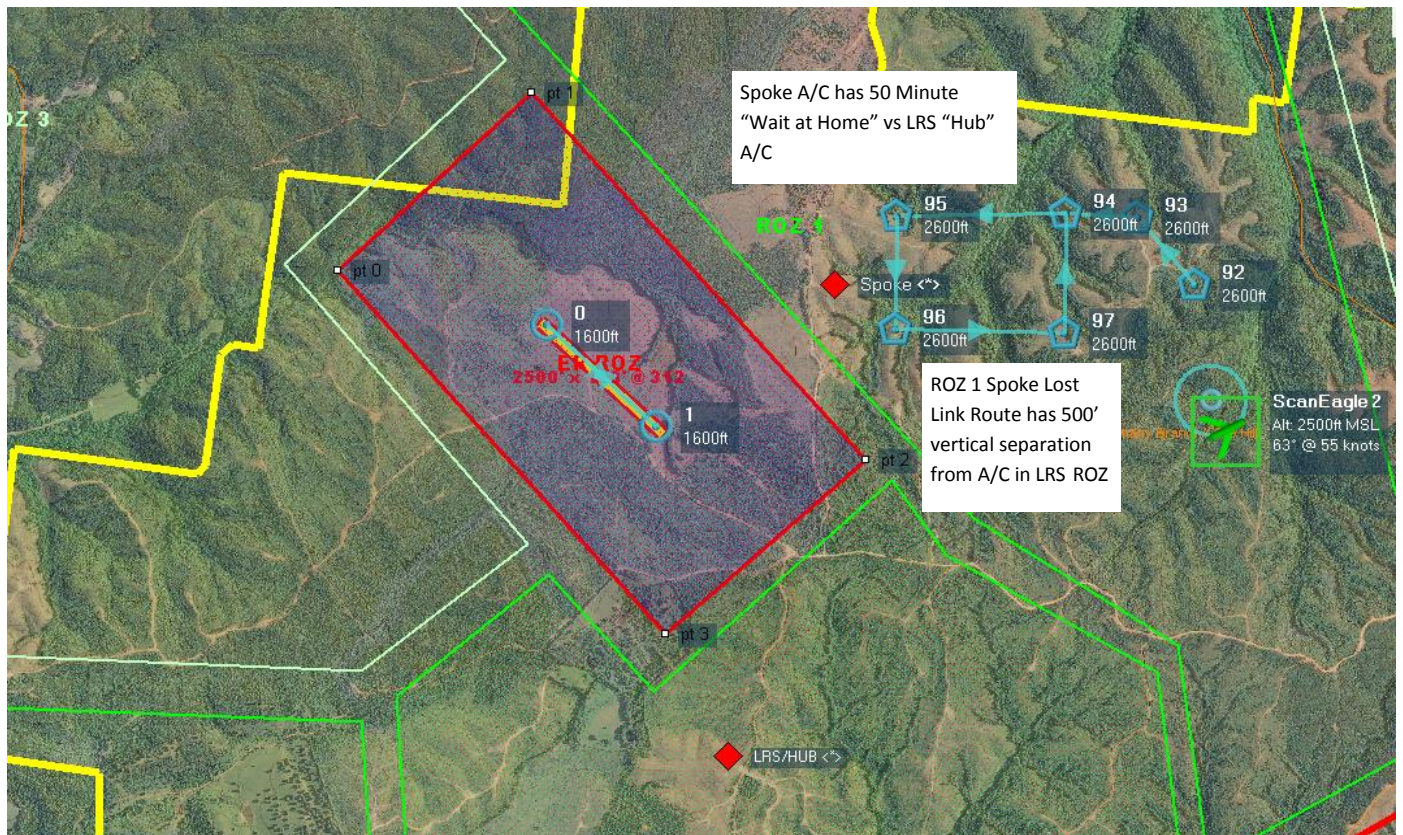 pt 1
Spoke A/C has 50 Minute
“Wait at Home” vs LRS “Hub”
A/C
OZ 3
95
2600ft
94
2600ft
93
2600ft
ROZ 1
pt 0
92
2600ft
Spoke <*>
0
1600ft
96
2600ft
97
2600ft
ROZ
2500 × @ 342
1
1600ft
ROZ 1 Spoke Lost
Link Route has 500’
vertical separation
from A/C in LRS ROZ
ScanEagle 2
Alt: 2500ft MSL
63° @ 55 knots
pt 2
pt 3
LRS/HUB <*>